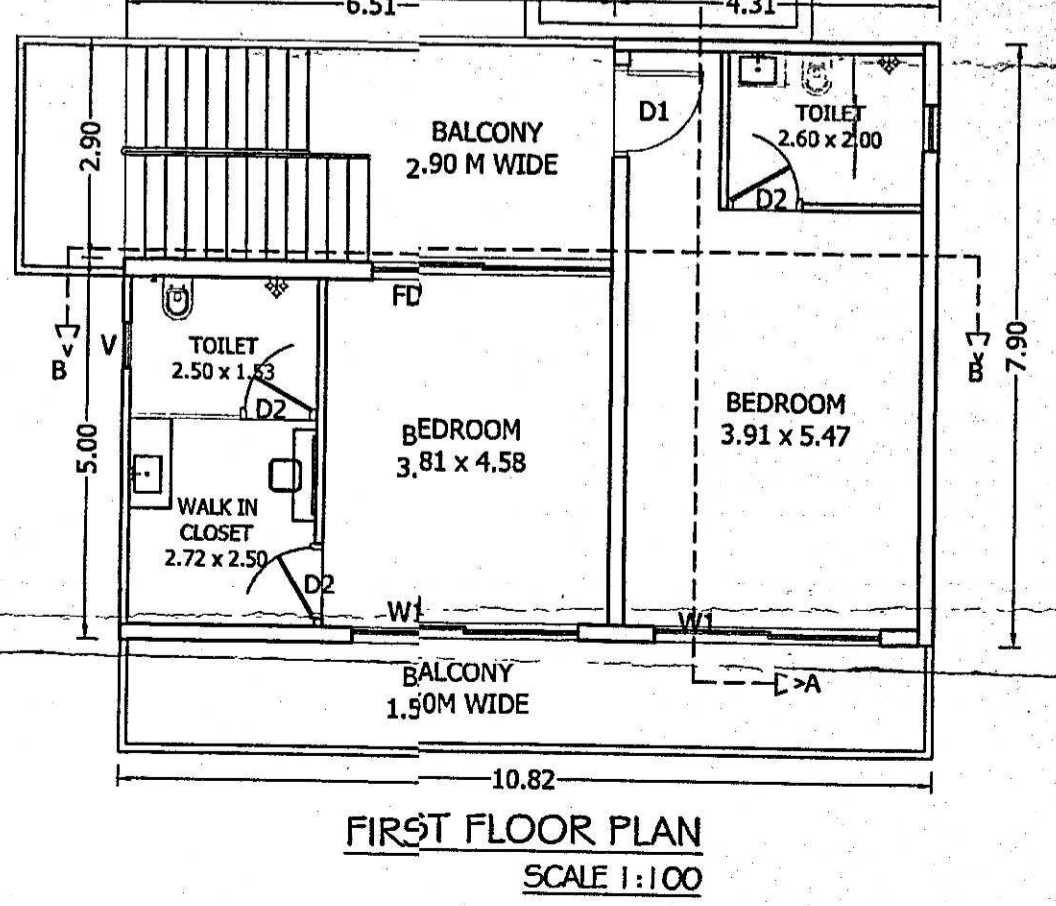 6.51
4.31
2.90
BALCONY
2.90 M WIDE
D1
TOILET
2.60 x 2.00
D2
FD
B
V
TOILET
2.50 x 1.53
D2
B
7.90
5.00
BEDROOM
3.81 x 4.58
BEDROOM
3.91 x 5.47
WALK IN
CLOSET
2.72 x 2.50
D2
W1
W1
BALCONY
1.50M WIDE
A
10.82
FIRST FLOOR PLAN
SCALE 1:100